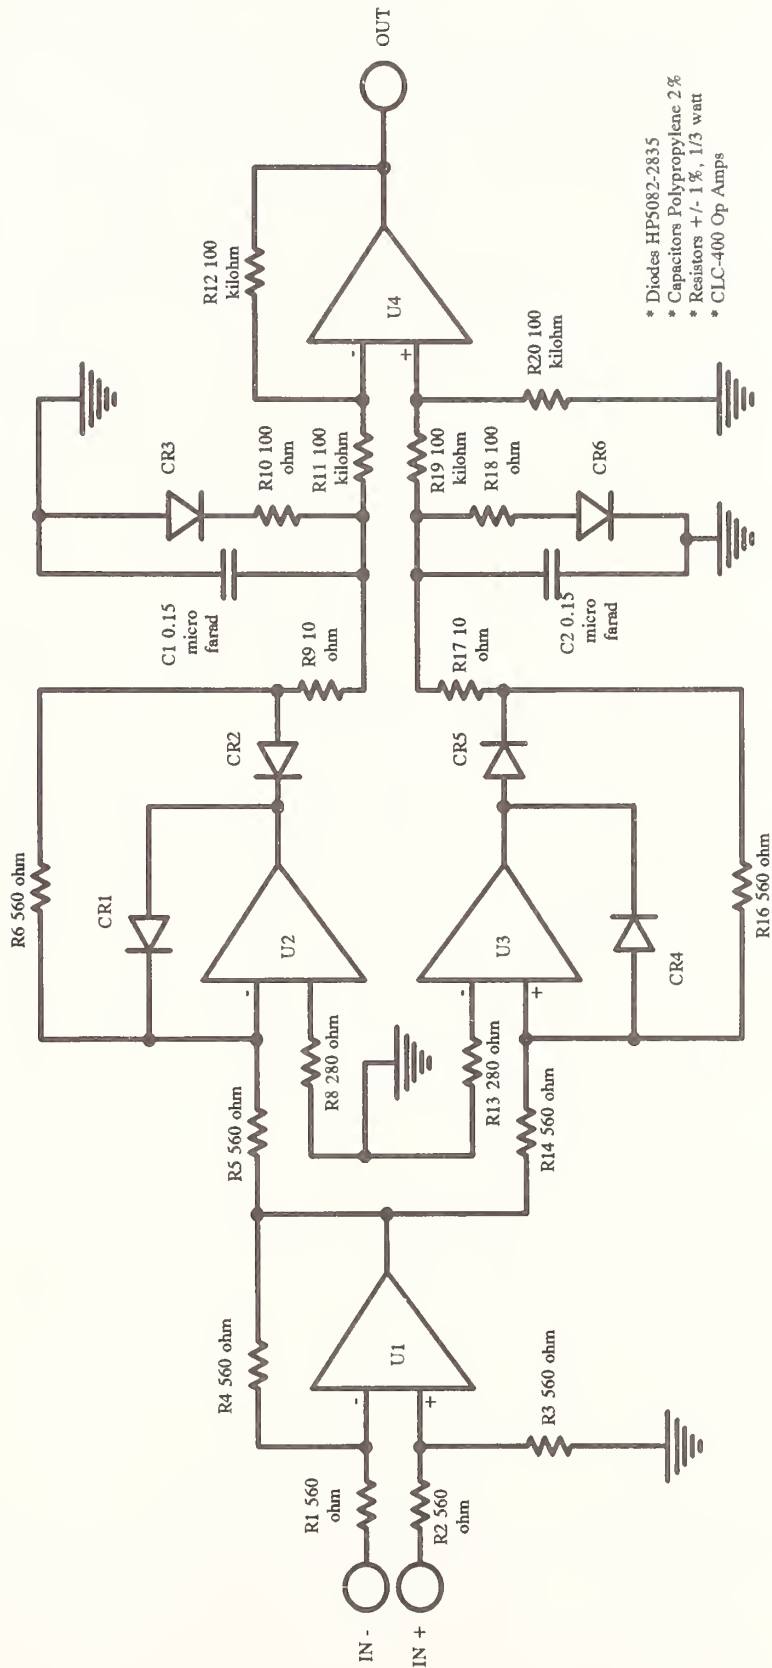 IN -
IN +
R1 560
ohm
R2 560
ohm
R3 560 ohm
R4 560 ohm
-
+
U1
R5 560 ohm
R14 560 ohm
R8 280 ohm
R13 280 ohm
R6 560 ohm
CR1
-
U2
-
+
U3
CR4
R16 560 ohm
CR2
CR5
R9 10
ohm
R17 10
ohm
C1 0.15
micro
farad
C2 0.15
micro
farad
CR3
R10 100
ohm
R11 100
kilohm
R19 100
kilohm
R18 100
ohm
CR6
R12 100
kilohm
-
+
U4
R20 100
kilohm
OUT
* Diodes HP5082-2835
* Capacitors Polypropylene 2%
* Resistors +/- 1%, 1/3 watt
* CLC-400 Op Amps